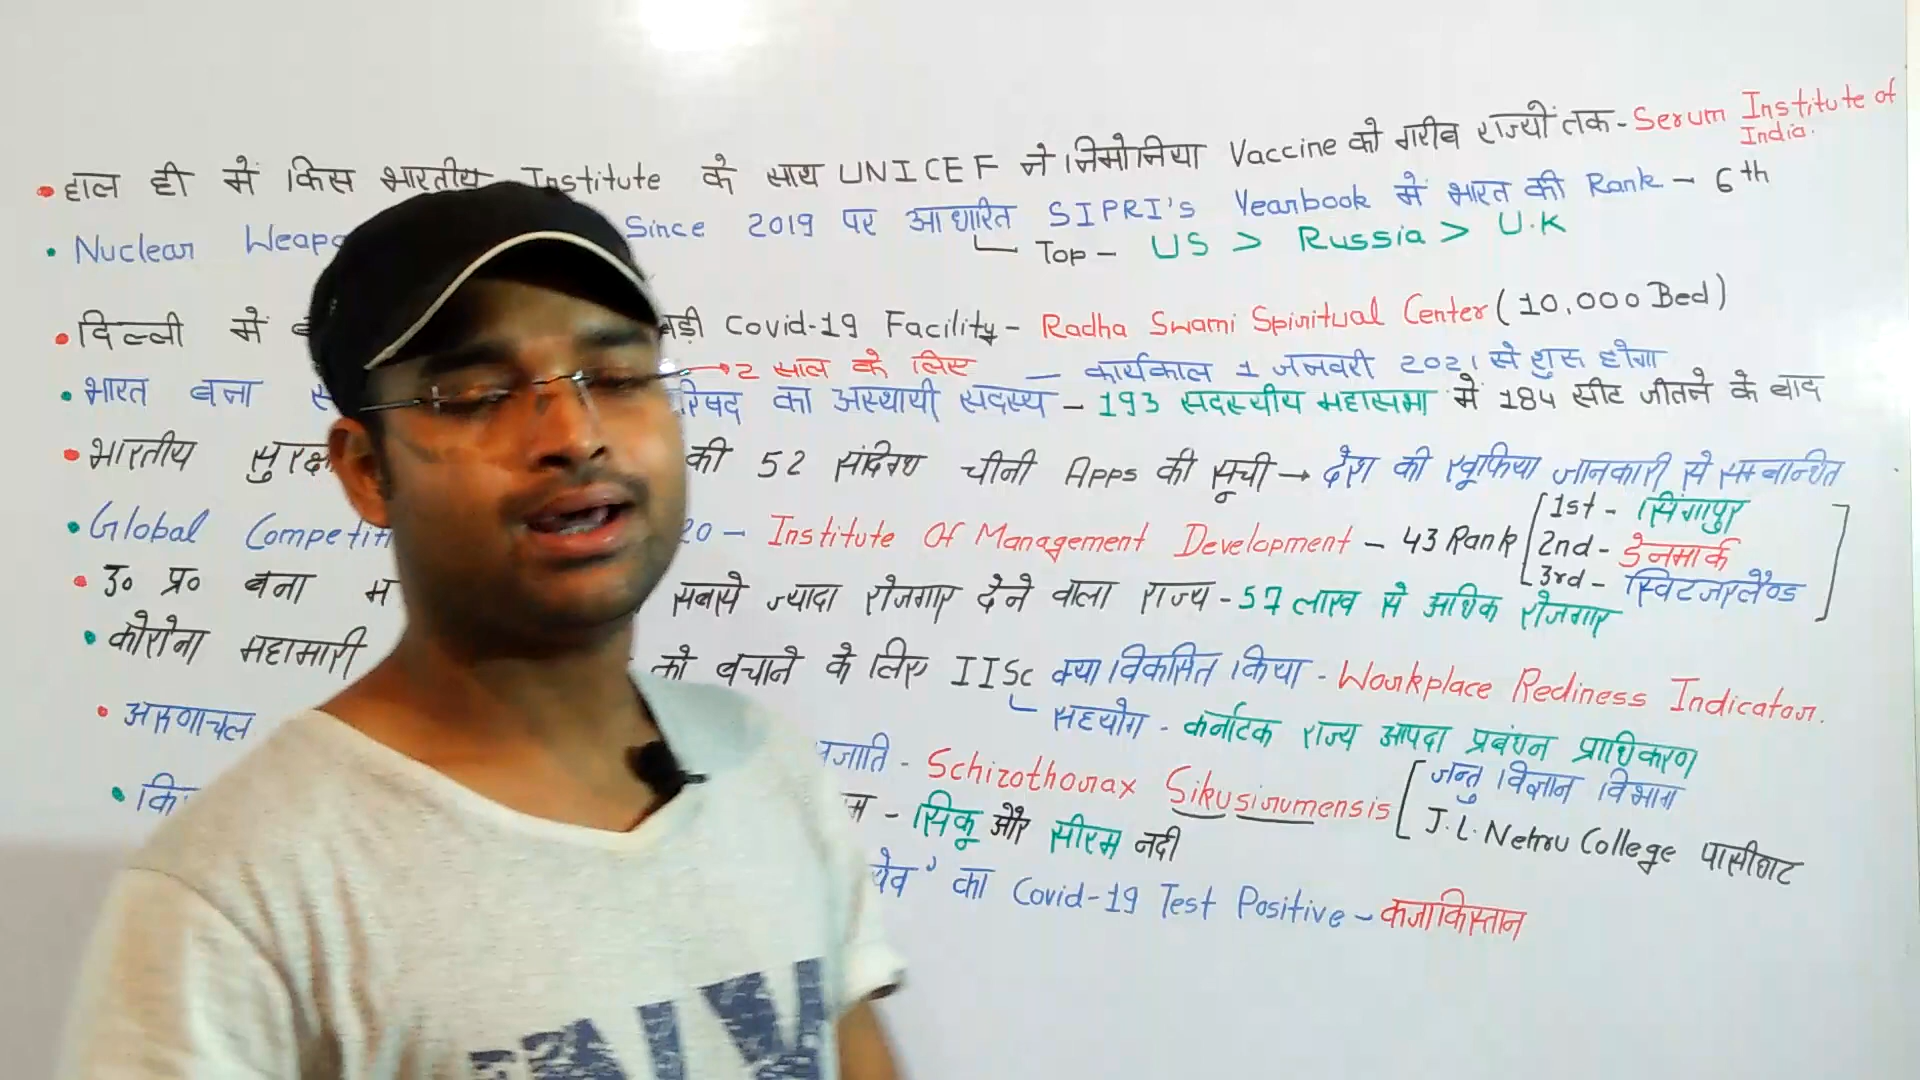 • हाल ही में किस भारतीय Institute के साथ UNICEF ने निमोनिया Vaccine को गरीब राज्यों तक - Serum Institute of India.
• Nuclear Since 2019 पर आधारित SIPRI's Yearbook में भारत की Rank - 6th
Top - US > Russia > U.K
• दिल्ली में Covid-19 Facility - Radha Swami Spiritual Center (10,000 Bed)
→ 2 साल के लिए - कार्यकाल 1 जनवरी 2021 से शुरू होगा
• भारत बना का अस्थायी सदस्य - 193 सदस्यीय महासभा में 184 सीट जीतने के बाद
• भारतीय की 52 संदिग्ध चीनी Apps की सूची → देश की खूफिया जानकारी से सम्बान्धित
• Global 20 - Institute Of Management Development - 43 Rank
1st - सिंगापुर
2nd - डेनमार्क
3rd - स्विटजरलैण्ड
• उ० प्र० बना सबसे ज्यादा रोजगार देने वाला राज्य - 57 लाख से अधिक रोजगार
• कोरोना महामारी को बचाने के लिए IISc क्या विकसित किया - Workplace Rediness Indicator.
सहयोग - कर्नाटक राज्य आपदा प्रबंधन प्राधिकरण
• अरुणाचल - Schizothorax Sikusirumensis
जन्तु विज्ञान विभाग
J.L. Nehru College पासीघाट
- सिकू और सीरम नदी
• का Covid-19 Test Positive - कजाकिस्तान